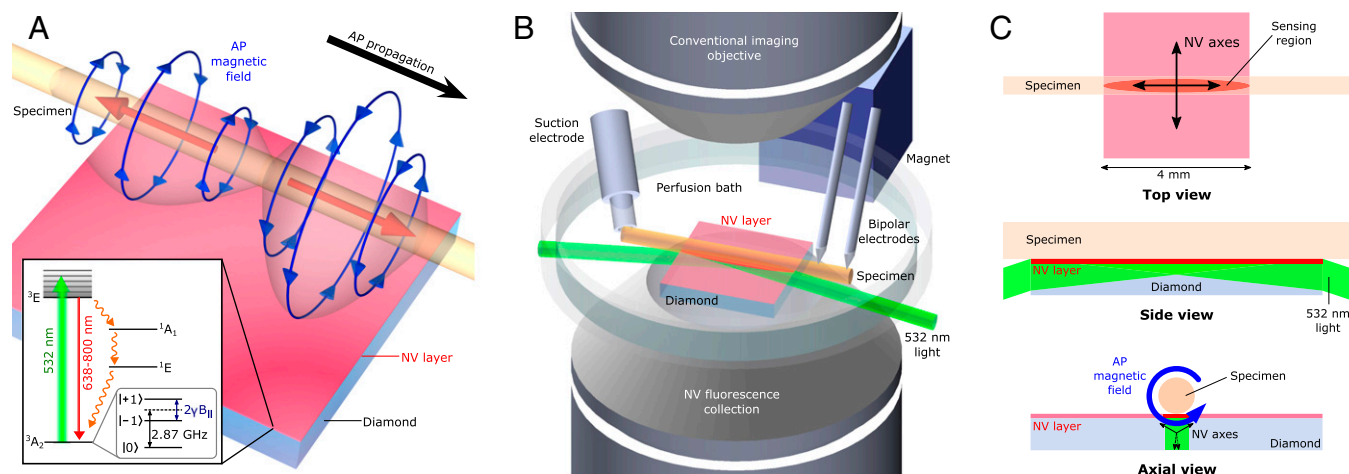 A
AP
magnetic
field
AP propagation
Specimen
³E
¹A₁
¹E
532 nm
638-800 nm
|+1⟩
|−1⟩
|0⟩
2γB||
2.87
GHz
³A₂
NV layer
Diamond
B
Conventional imaging
objective
Suction
electrode
Magnet
Perfusion bath
NV layer
Bipolar
electrodes
Specimen
Diamond
532 nm
light
NV fluorescence
collection
C
NV axes
Sensing
region
Specimen
4 mm
Top view
Specimen
NV layer
Diamond
532 nm
light
Side view
AP
magnetic
field
Specimen
NV layer
NV axes
Diamond
Axial view